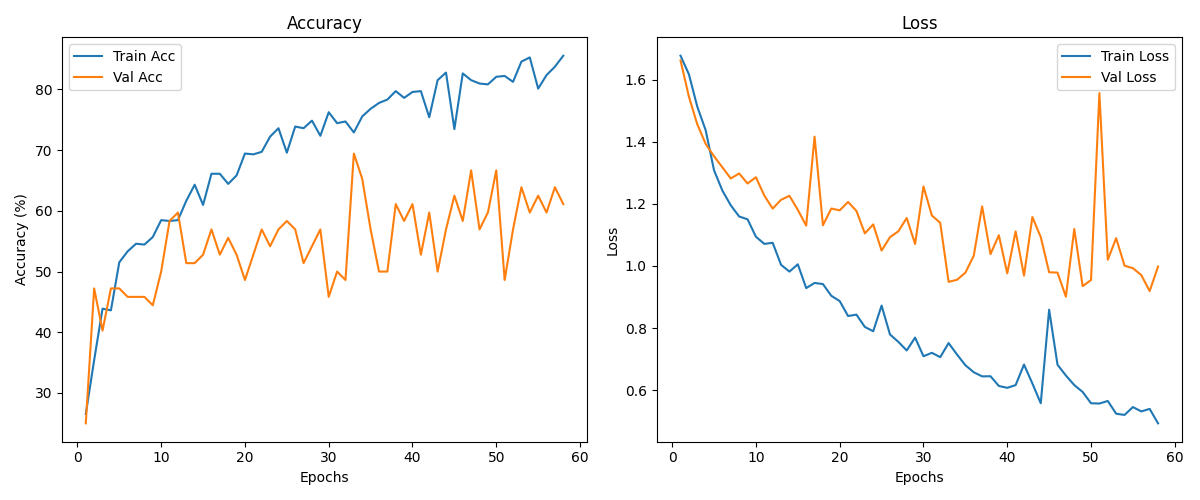 Accuracy
Train Acc
Val Acc
Accuracy (%)
80
70
60
50
40
30
0 10 20 30 40 50 60
Epochs
Loss
Train Loss
Val Loss
Loss
1.6
1.4
1.2
1.0
0.8
0.6
0 10 20 30 40 50 60
Epochs